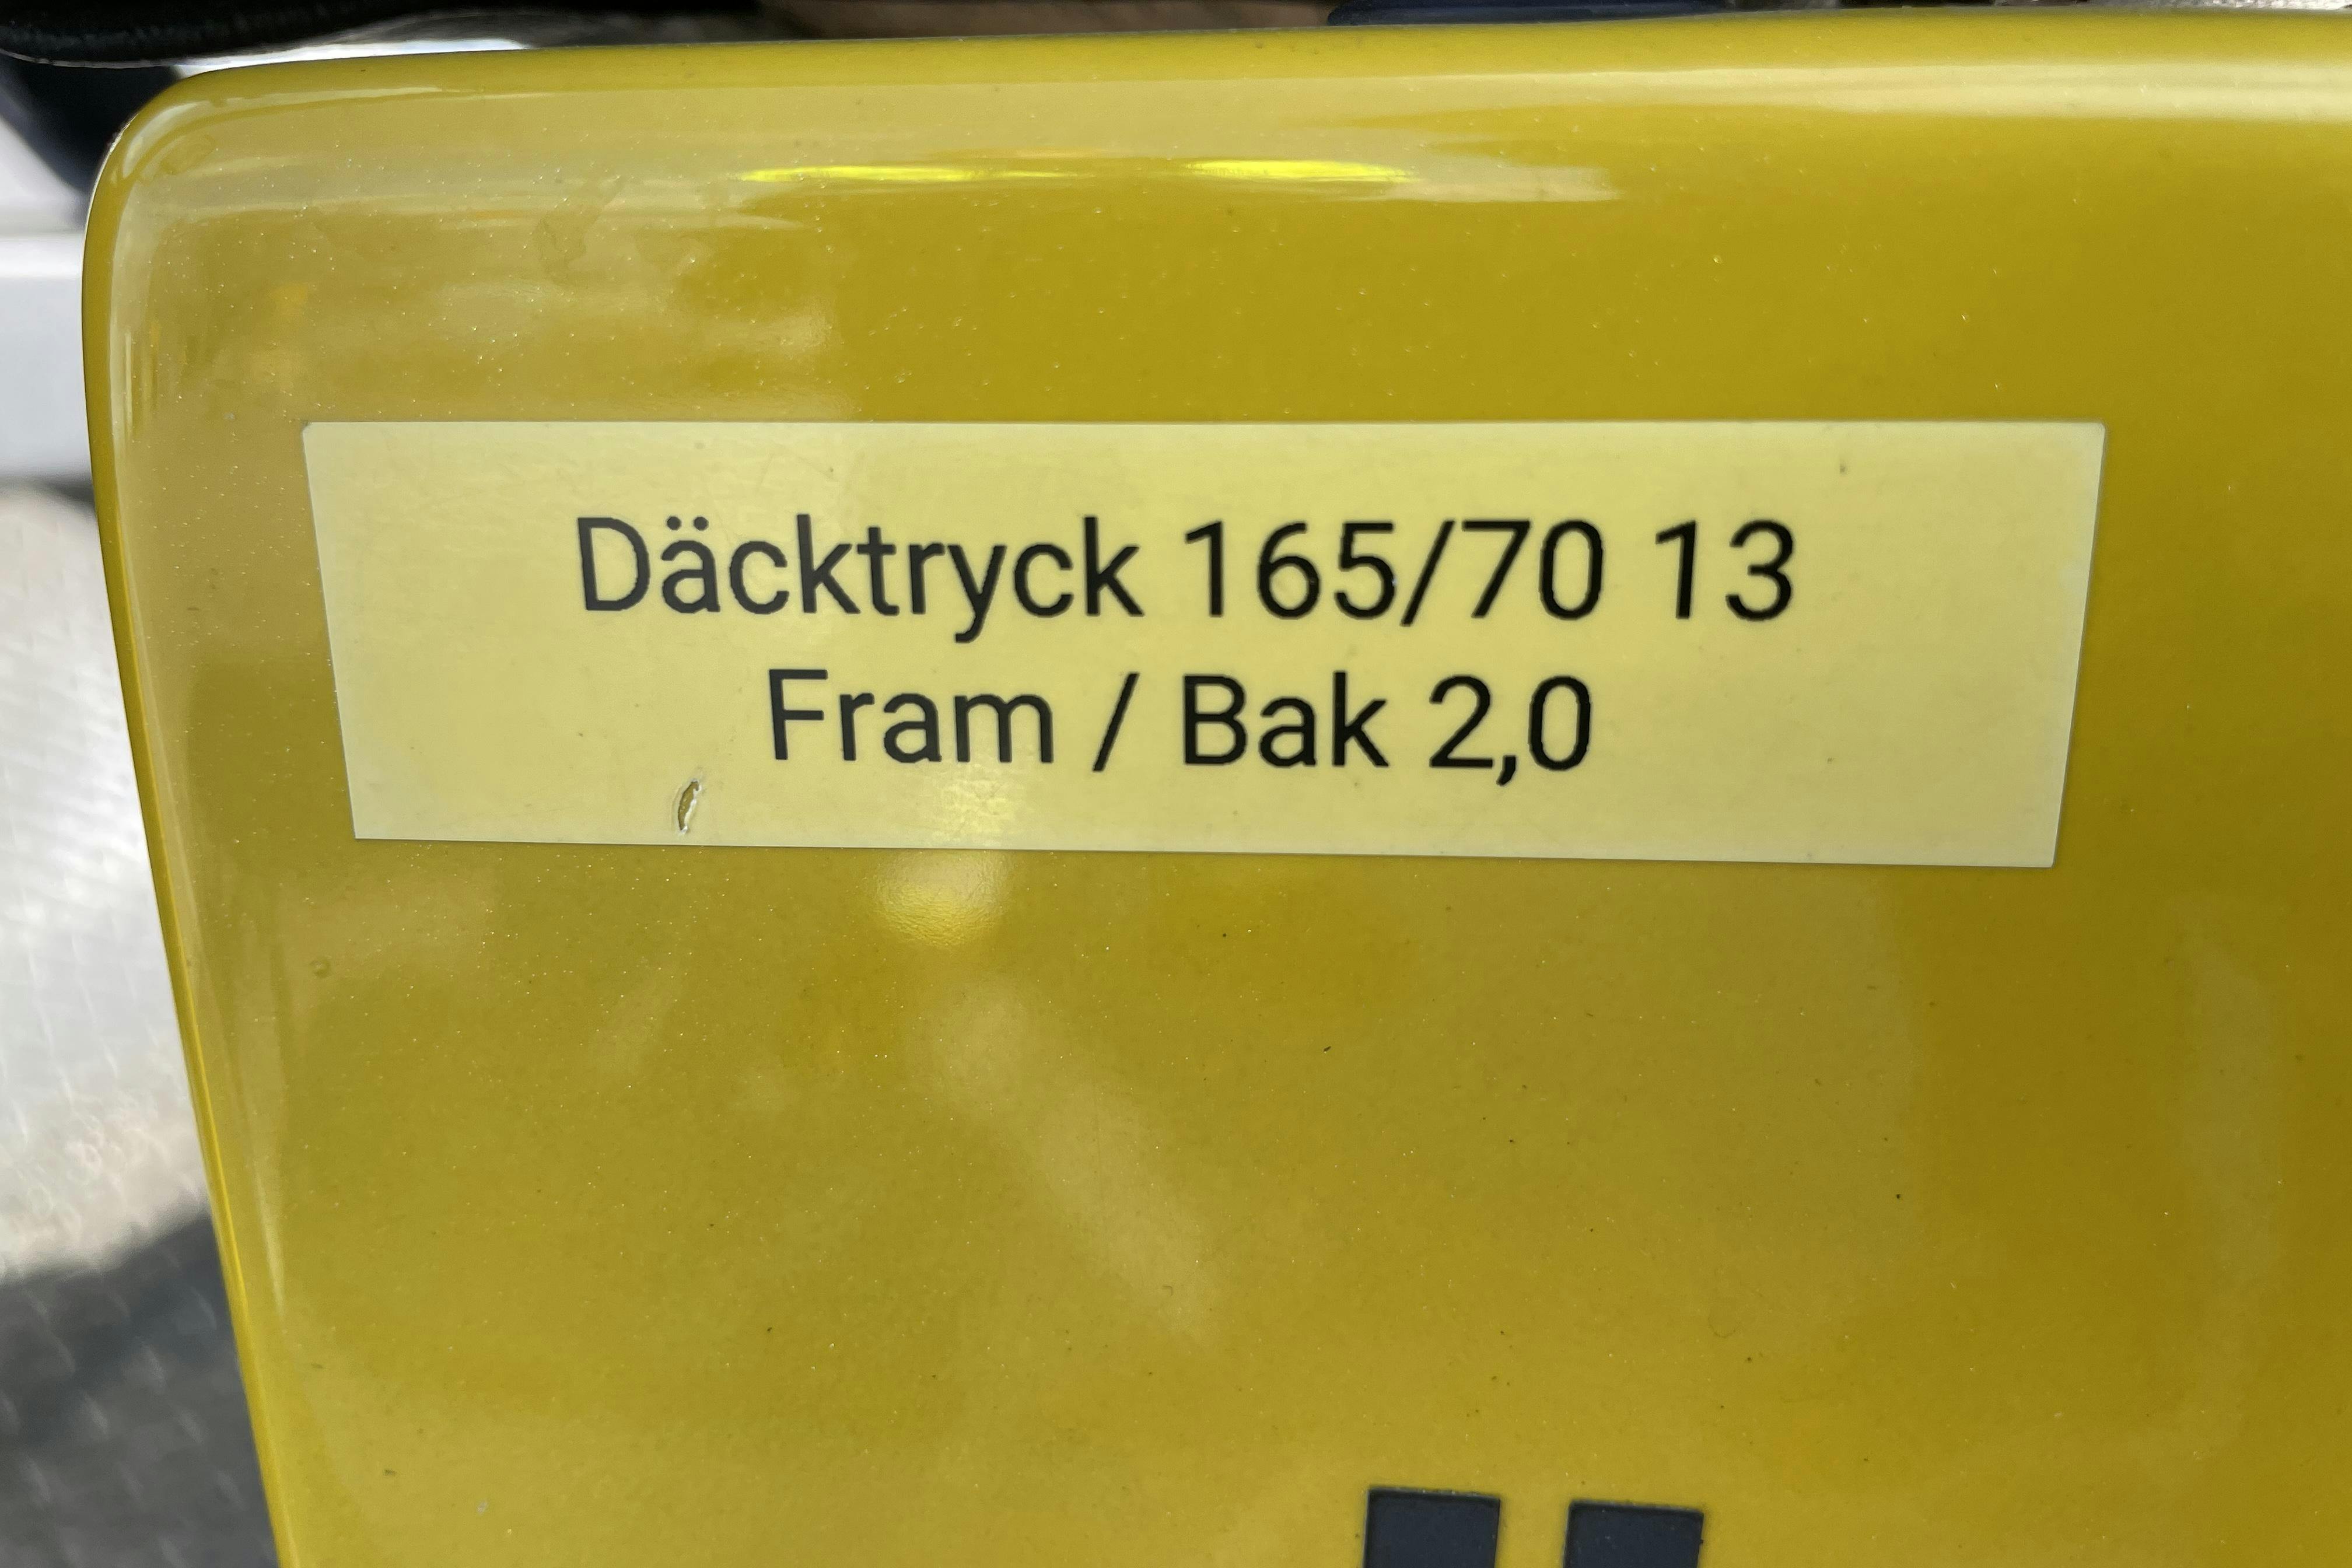 Däcktryck 165/70 13
Fram / Bak 2,0